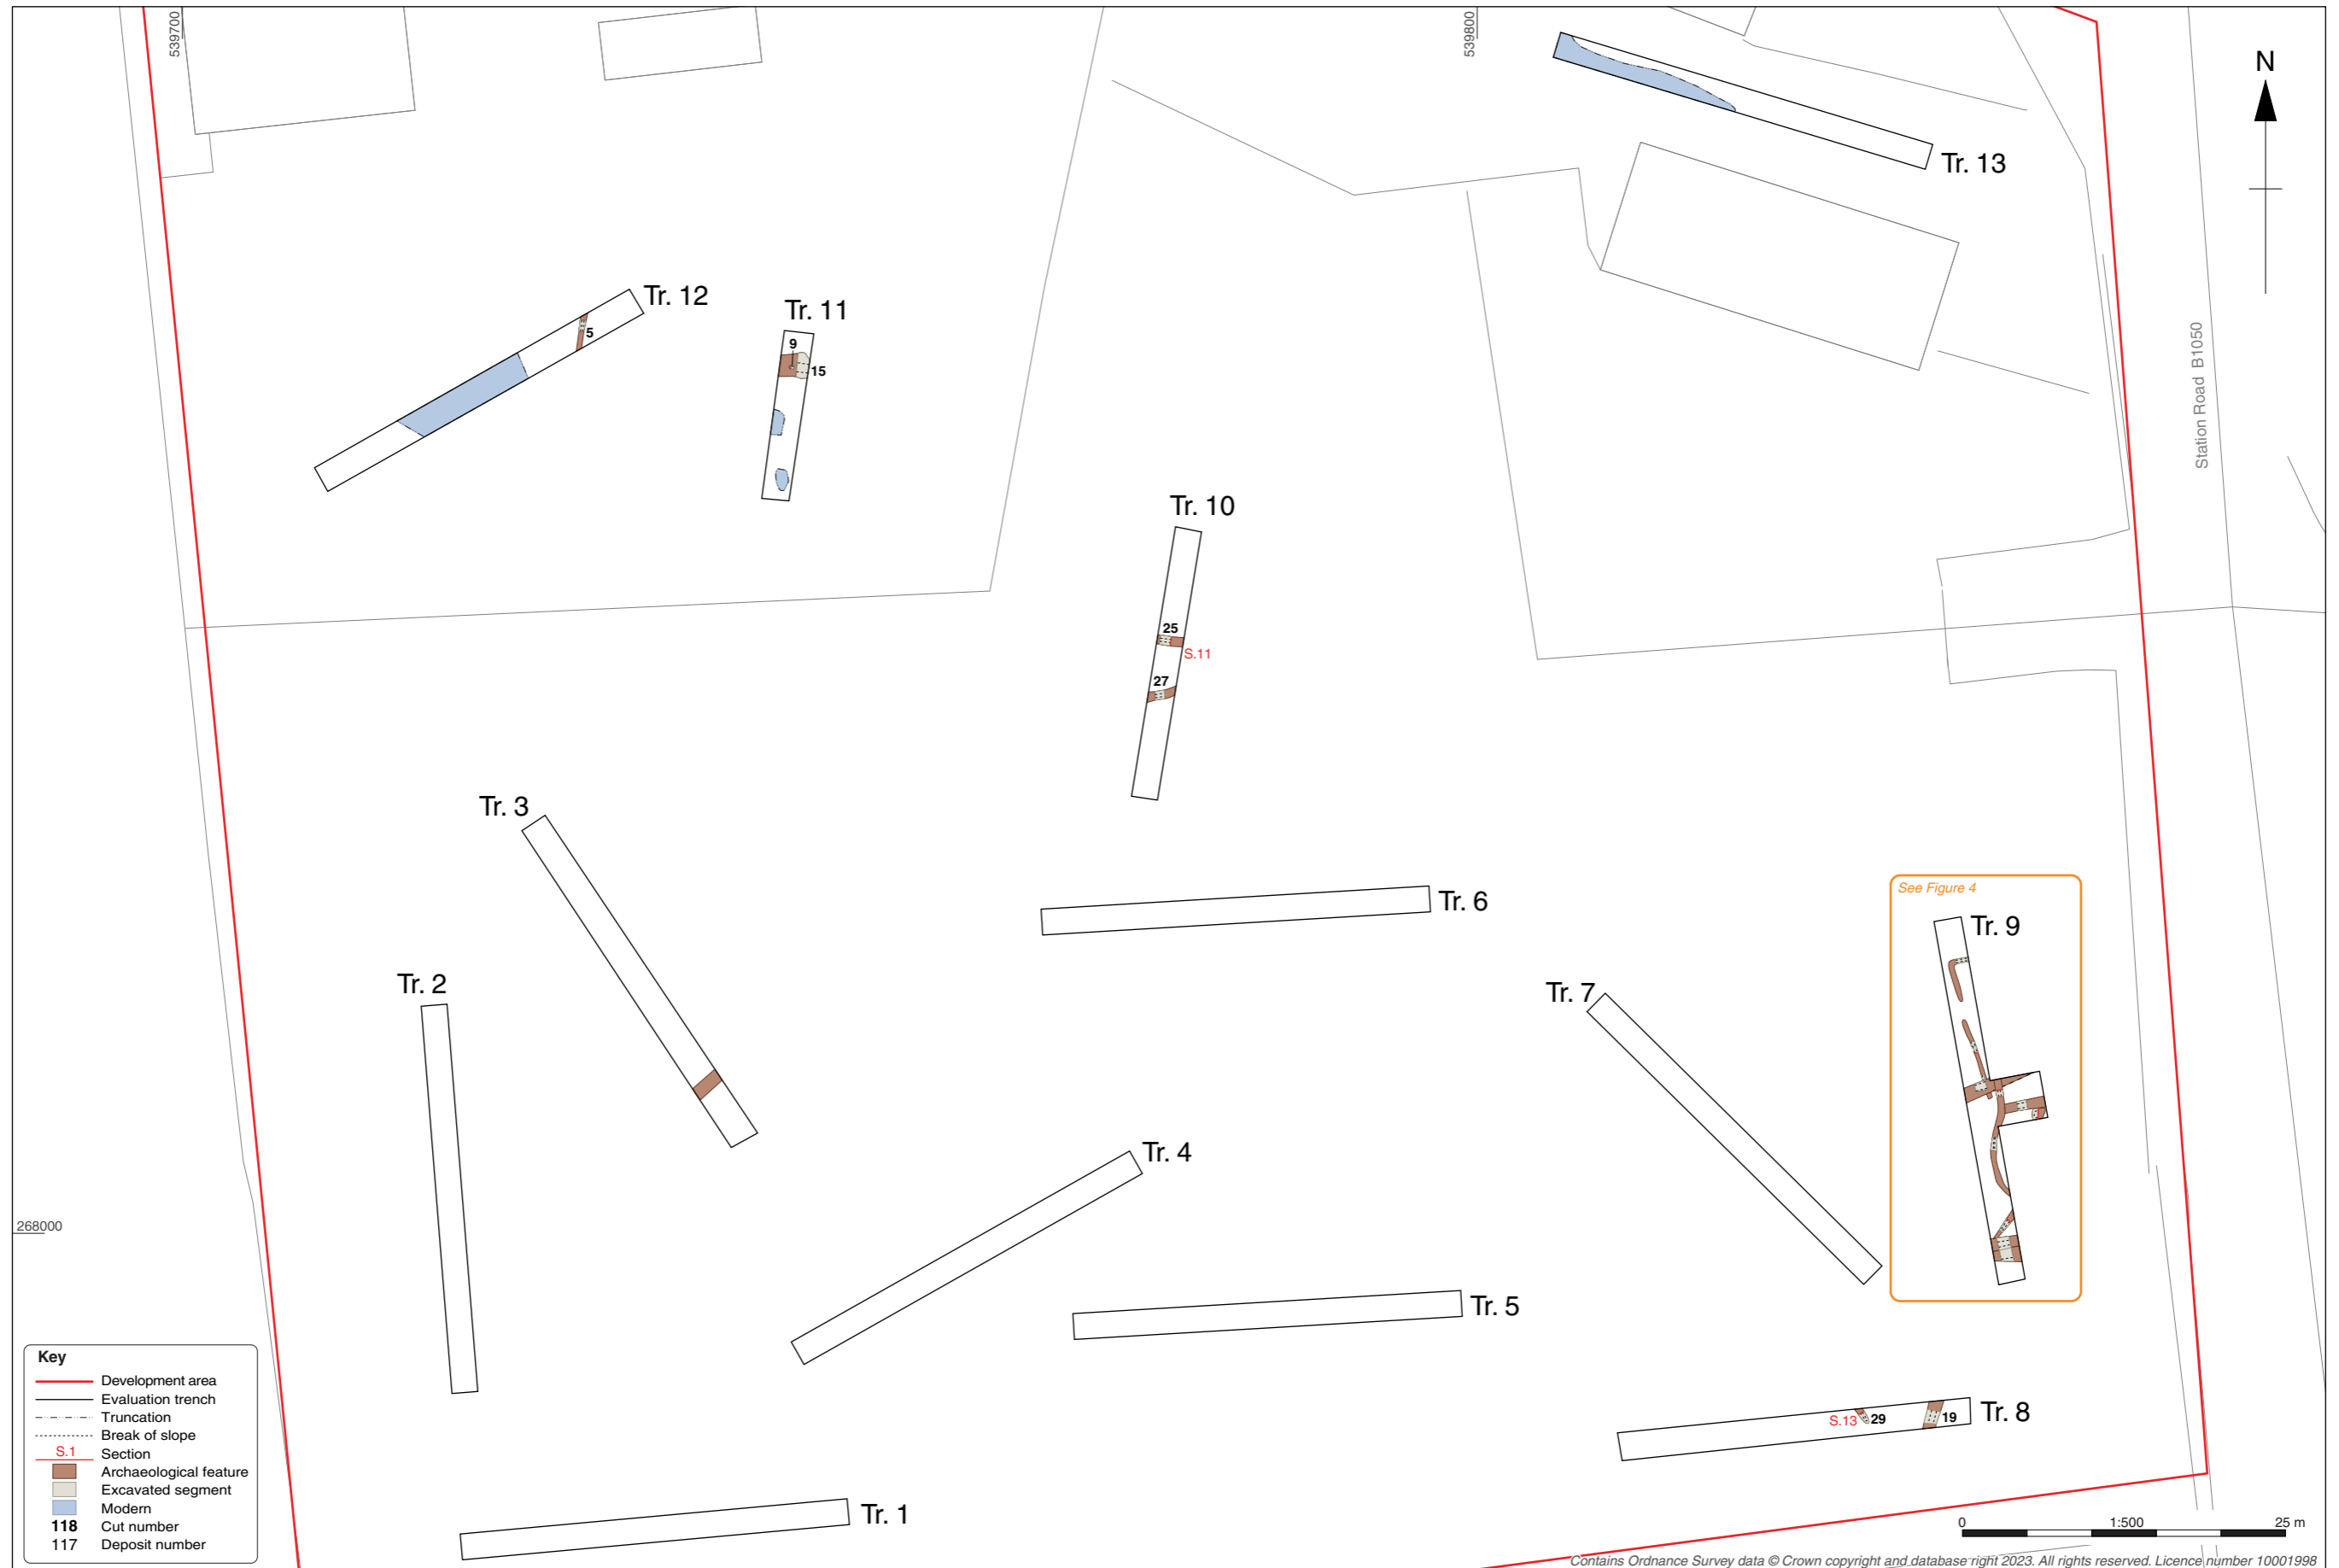 539700
539800
N
Tr. 13
Station Road B1050
Tr. 12
5
Tr. 11
9
15
Tr. 10
25
S.11
27
Tr. 3
Tr. 6
See Figure 4
Tr. 9
Tr. 2
Tr. 7
Tr. 4
268000
Tr. 5
Tr. 8
S.13
29
19
Tr. 1
Key
Development area
Evaluation trench
Truncation
Break of slope
S.1 Section
Archaeological feature
Excavated segment
Modern
118 Cut number
117 Deposit number
0 1:500 25 m
Contains Ordnance Survey data © Crown copyright and database right 2023. All rights reserved. Licence number 10001998